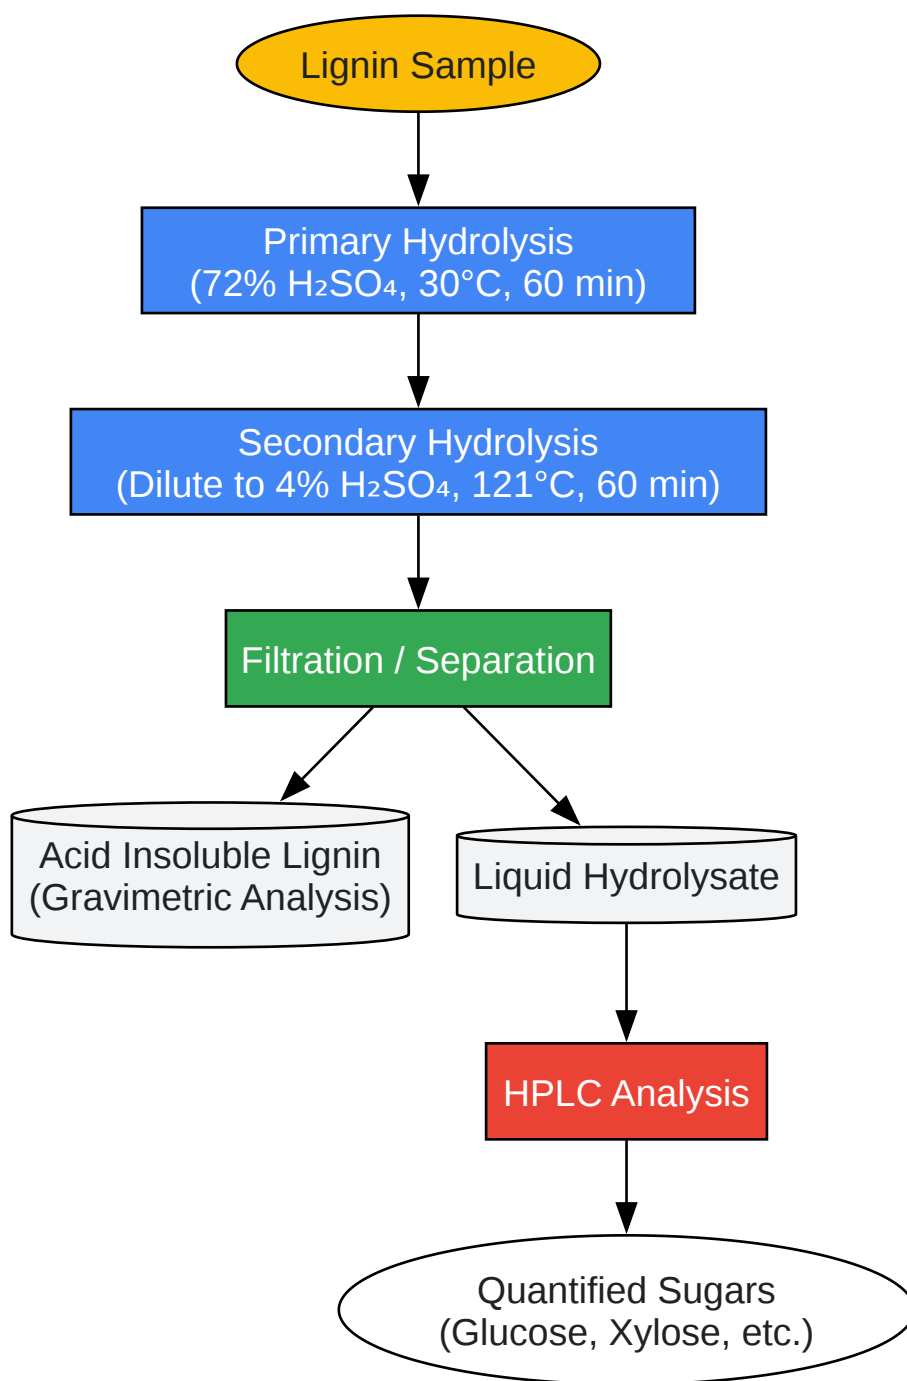 Lignin Sample
Primary Hydrolysis
(72% H₂SO₄, 30°C, 60 min)
Secondary Hydrolysis
(Dilute to 4% H₂SO₄, 121°C, 60 min)
Filtration / Separation
Acid Insoluble Lignin
(Gravimetric Analysis)
Liquid Hydrolysate
HPLC Analysis
Quantified Sugars
(Glucose, Xylose, etc.)